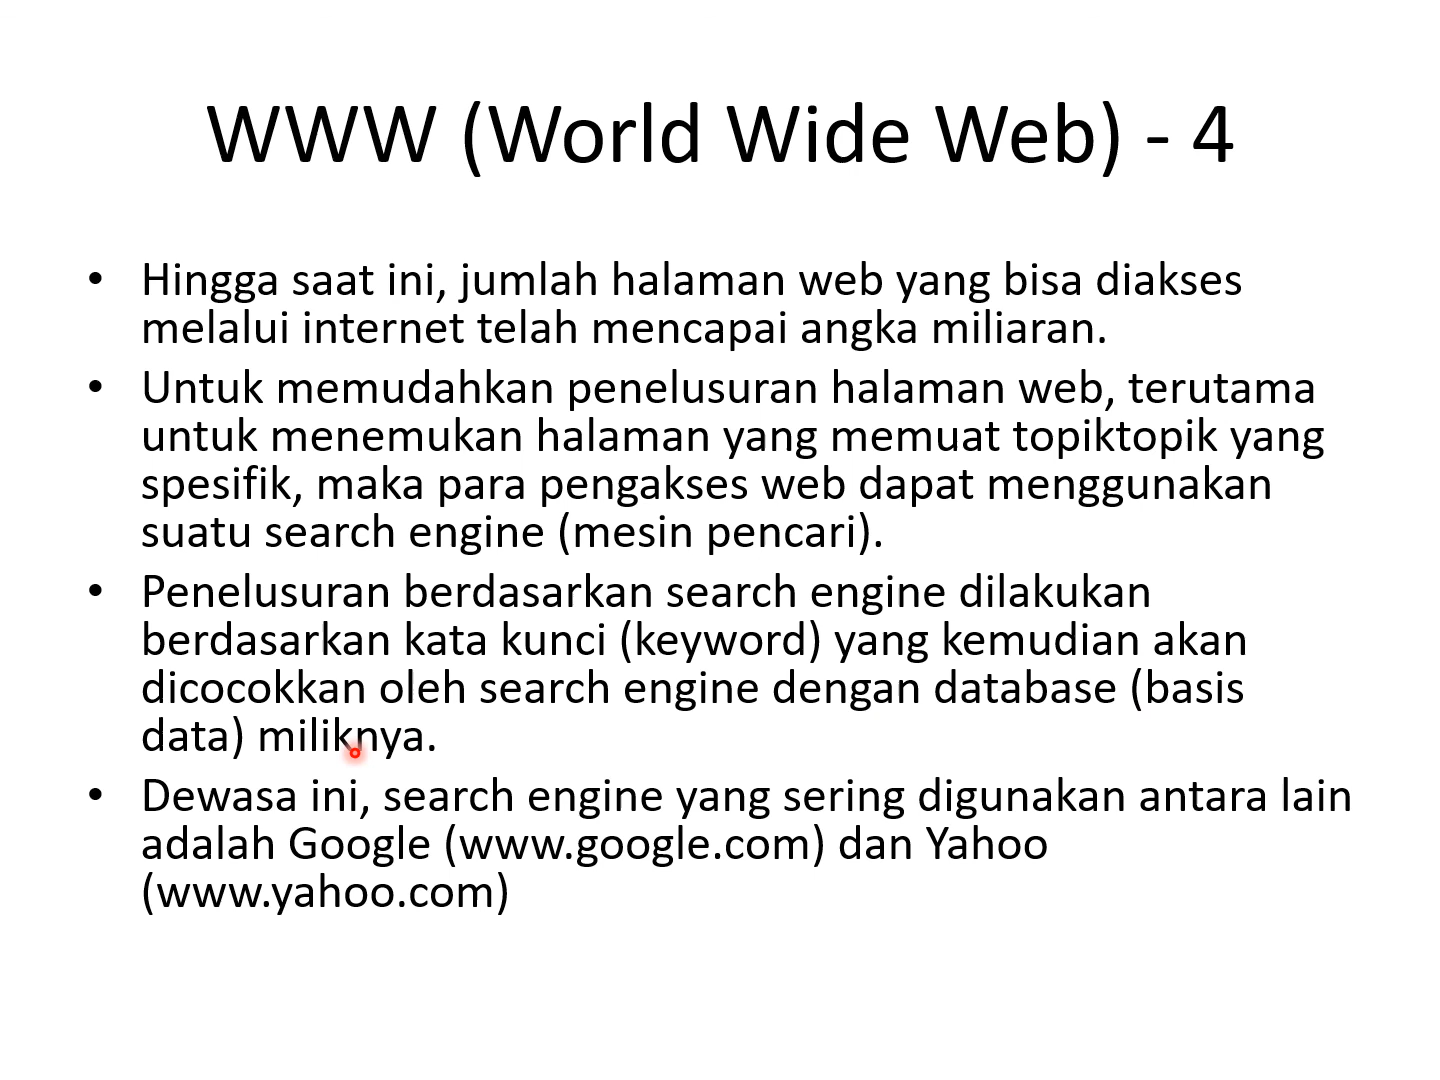 WWW (World Wide Web) - 4
• Hingga saat ini, jumlah halaman web yang bisa diakses
melalui internet telah mencapai angka miliaran.
• Untuk memudahkan penelusuran halaman web, terutama
untuk menemukan halaman yang memuat topiktopik yang
spesifik, maka para pengakses web dapat menggunakan
suatu search engine (mesin pencari).
• Penelusuran berdasarkan search engine dilakukan
berdasarkan kata kunci (keyword) yang kemudian akan
dicocokkan oleh search engine dengan database (basis
data) miliknya.
• Dewasa ini, search engine yang sering digunakan antara lain
adalah Google (www.google.com) dan Yahoo
(www.yahoo.com)